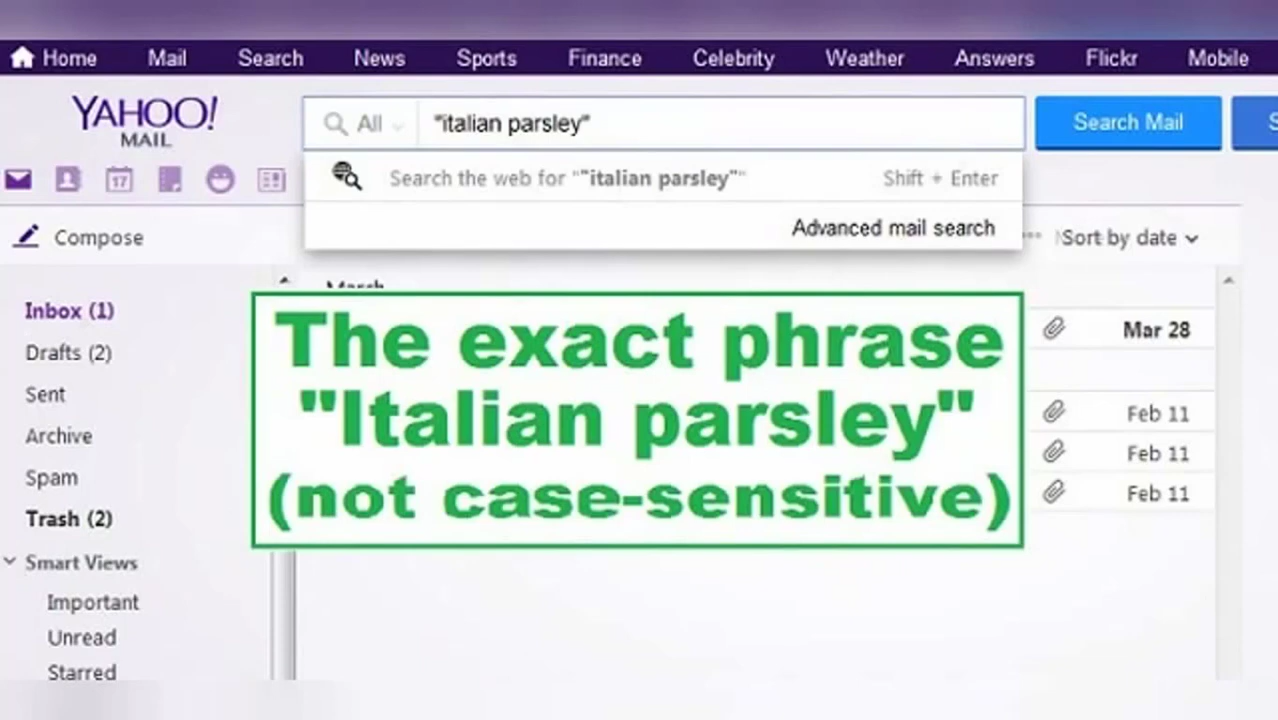 Home Mail Search News Sports Finance Celebrity Weather Answers Flickr Mobile
YAHOO!
MAIL
All "italian parsley" Search Mail S
17
Search the web for ""italian parsley"" Shift + Enter
Advanced mail search
Compose
Sort by date
Inbox (1)
March
The exact phrase
"Italian parsley"
(not case-sensitive)
Mar 28
Drafts (2)
Sent
Feb 11
Archive
Feb 11
Spam
Feb 11
Trash (2)
Smart Views
Important
Unread
Starred